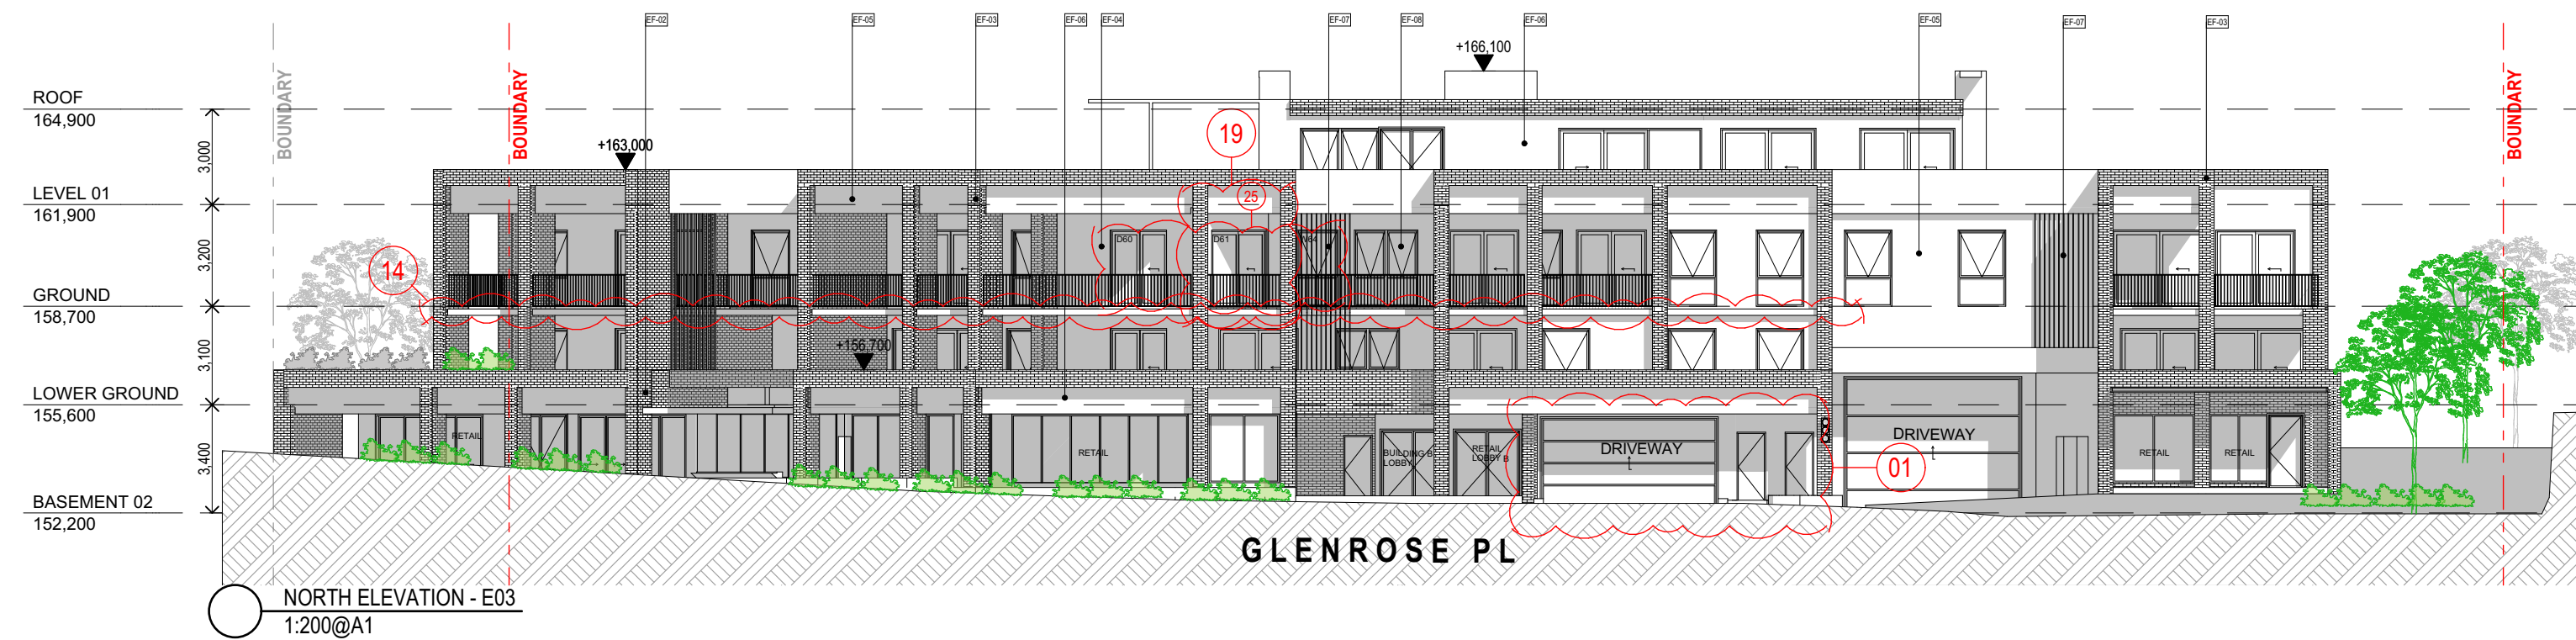 EF-02
EF-05
EF-03
EF-06
EF-04
EF-07
EF-08
EF-06
EF-05
EF-07
EF-03
+166,100
BOUNDARY
BOUNDARY
BOUNDARY
ROOF
164,900
3,000
+163,000
19
LEVEL 01
161,900
25
3,200
D60
D61
W64
14
GROUND
158,700
3,100
+156,700
LOWER GROUND
155,600
3,400
RETAIL
RETAIL
BUILDING B
LOBBY
RETAIL
LOBBY B
DRIVEWAY
01
DRIVEWAY
RETAIL
RETAIL
BASEMENT 02
152,200
GLENROSE PL
NORTH ELEVATION - E03
1:200@A1